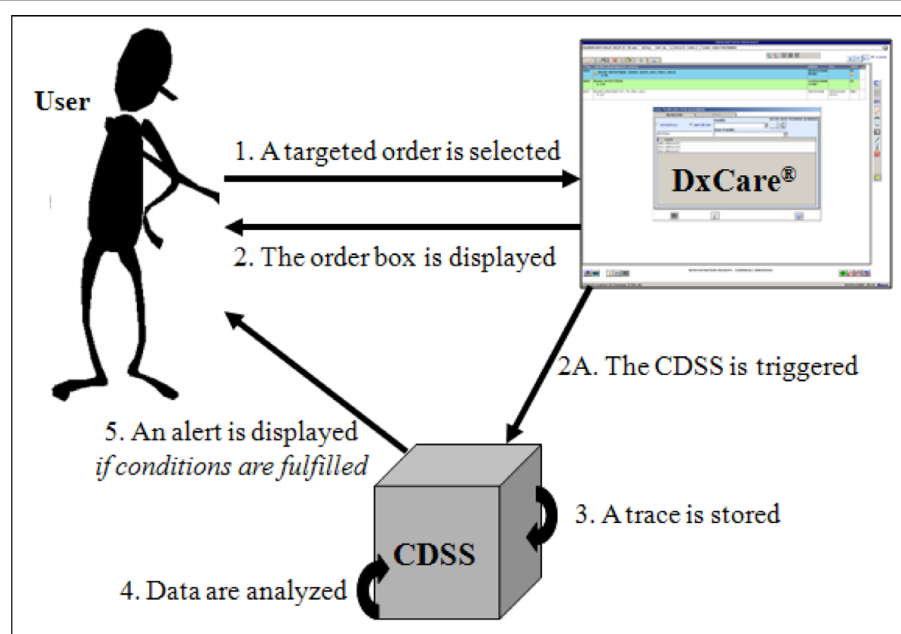 User
1. A targeted order is selected
DxCare®
2. The order box is displayed
2A. The CDSS is triggered
5. An alert is displayed
if conditions are fulfilled
3. A trace is stored
CDSS
4. Data are analyzed